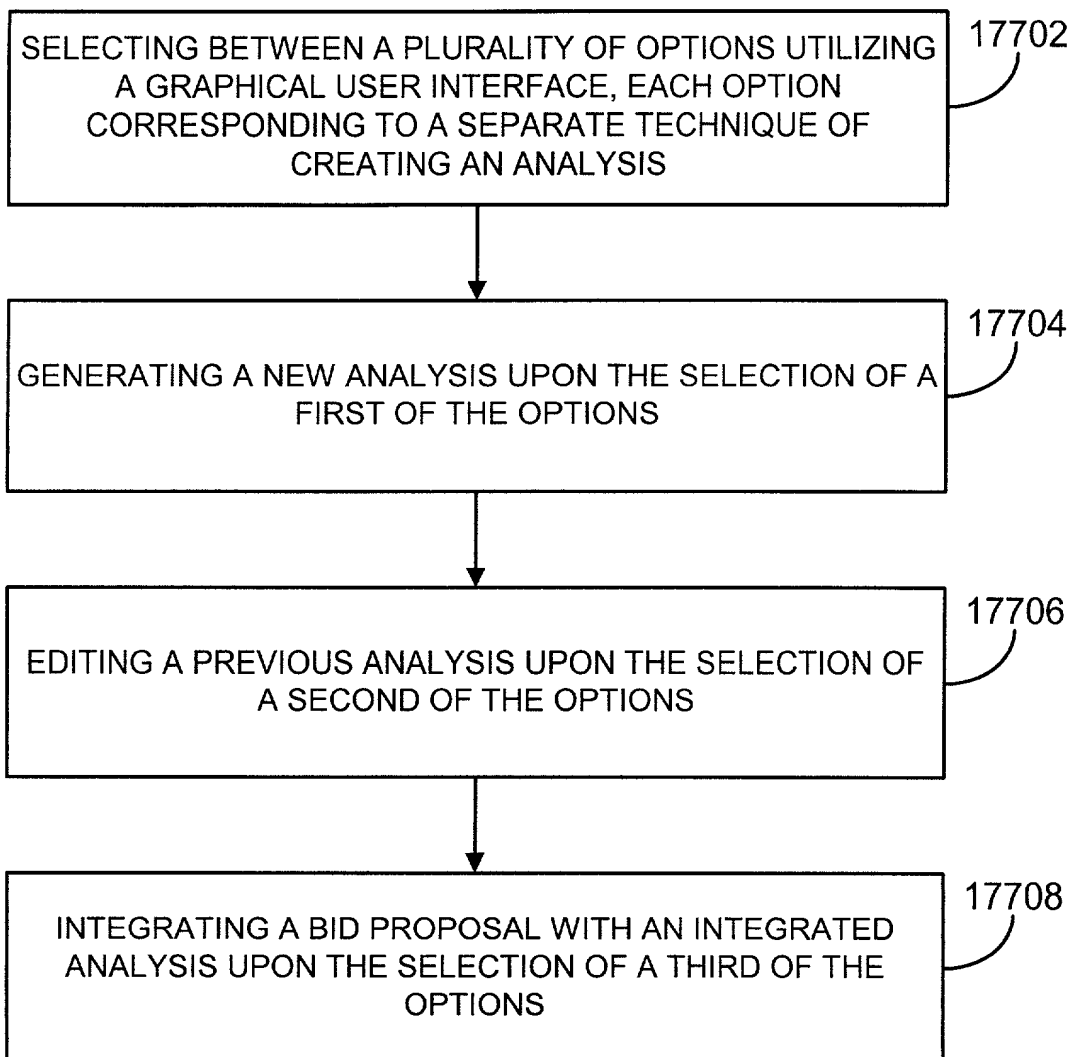 SELECTING BETWEEN A PLURALITY OF OPTIONS UTILIZING
A GRAPHICAL USER INTERFACE, EACH OPTION
CORRESPONDING TO A SEPARATE TECHNIQUE OF
CREATING AN ANALYSIS
17702
GENERATING A NEW ANALYSIS UPON THE SELECTION OF A
FIRST OF THE OPTIONS
17704
EDITING A PREVIOUS ANALYSIS UPON THE SELECTION OF
A SECOND OF THE OPTIONS
17706
INTEGRATING A BID PROPOSAL WITH AN INTEGRATED
ANALYSIS UPON THE SELECTION OF A THIRD OF THE
OPTIONS
17708